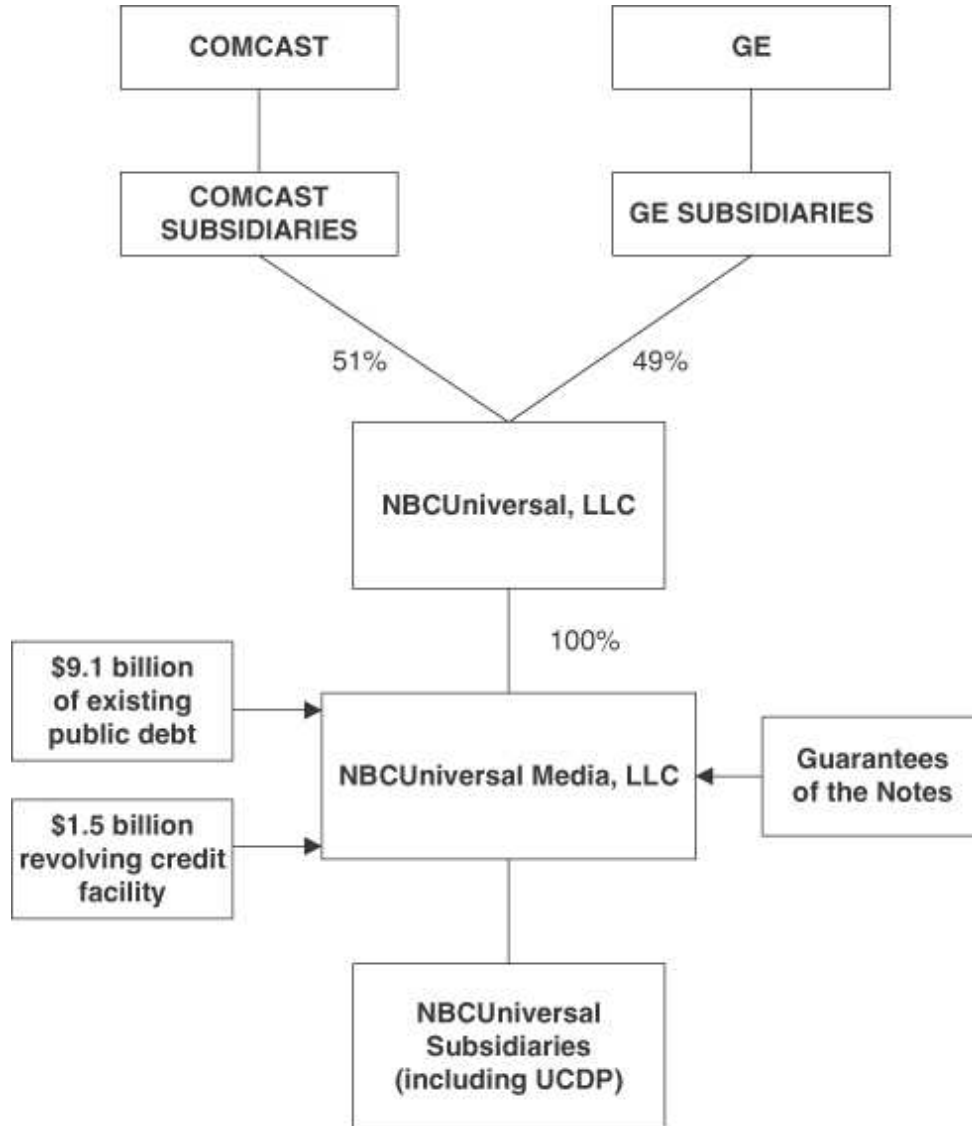 COMCAST
GE
COMCAST
SUBSIDIARIES
GE SUBSIDIARIES
51%
49%
NBCUniversal, LLC
100%
$9.1 billion
of existing
public debt
NBCUniversal Media, LLC
Guarantees
of the Notes
$1.5 billion
revolving credit
facility
NBCUniversal
Subsidiaries
(including UCDP)